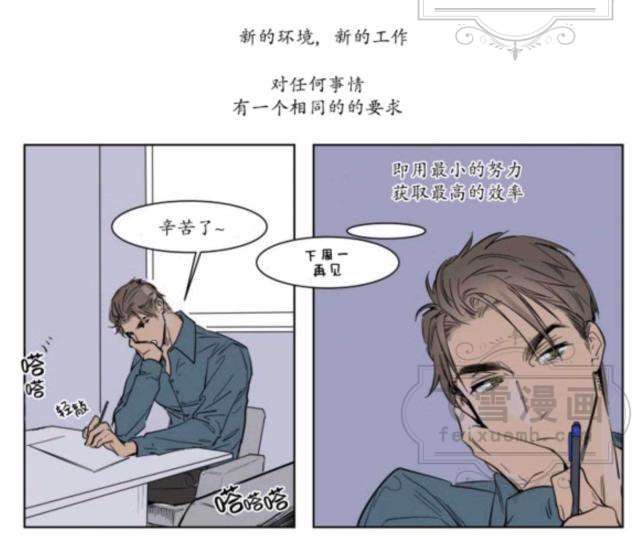 新的环境, 新的工作
对任何事情
有一个相同的的要求
即用最小的努力
获取最高的效率
辛苦了~
下周一
再见
嗒
嗒
轻敲
嗒嗒嗒
雪漫画
feixuemh.com